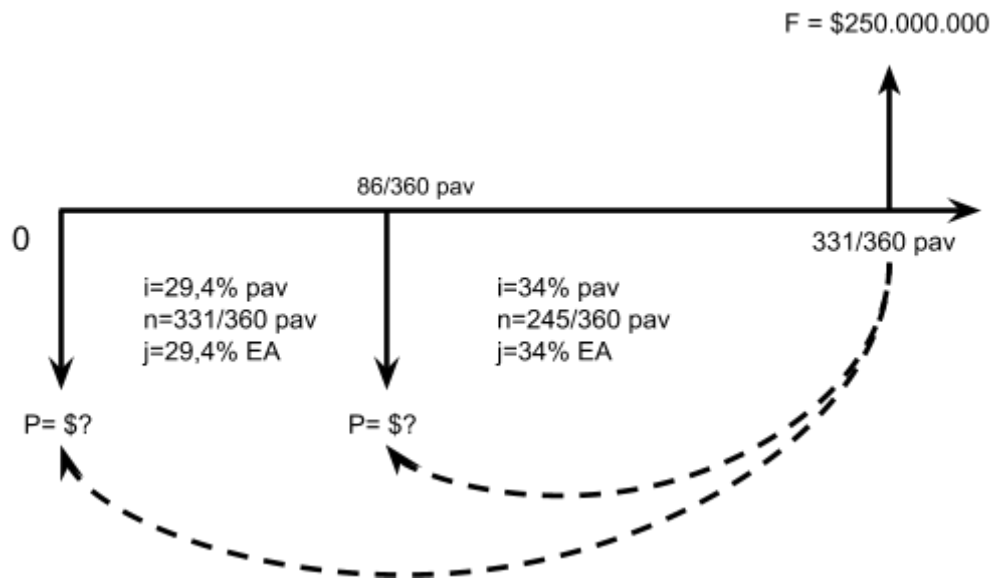 F = $250.000.000
86/360 pav
0
331/360 pav
i=29,4% pav
n=331/360 pav
j=29,4% EA
i=34% pav
n=245/360 pav
j=34% EA
P= $?
P= $?